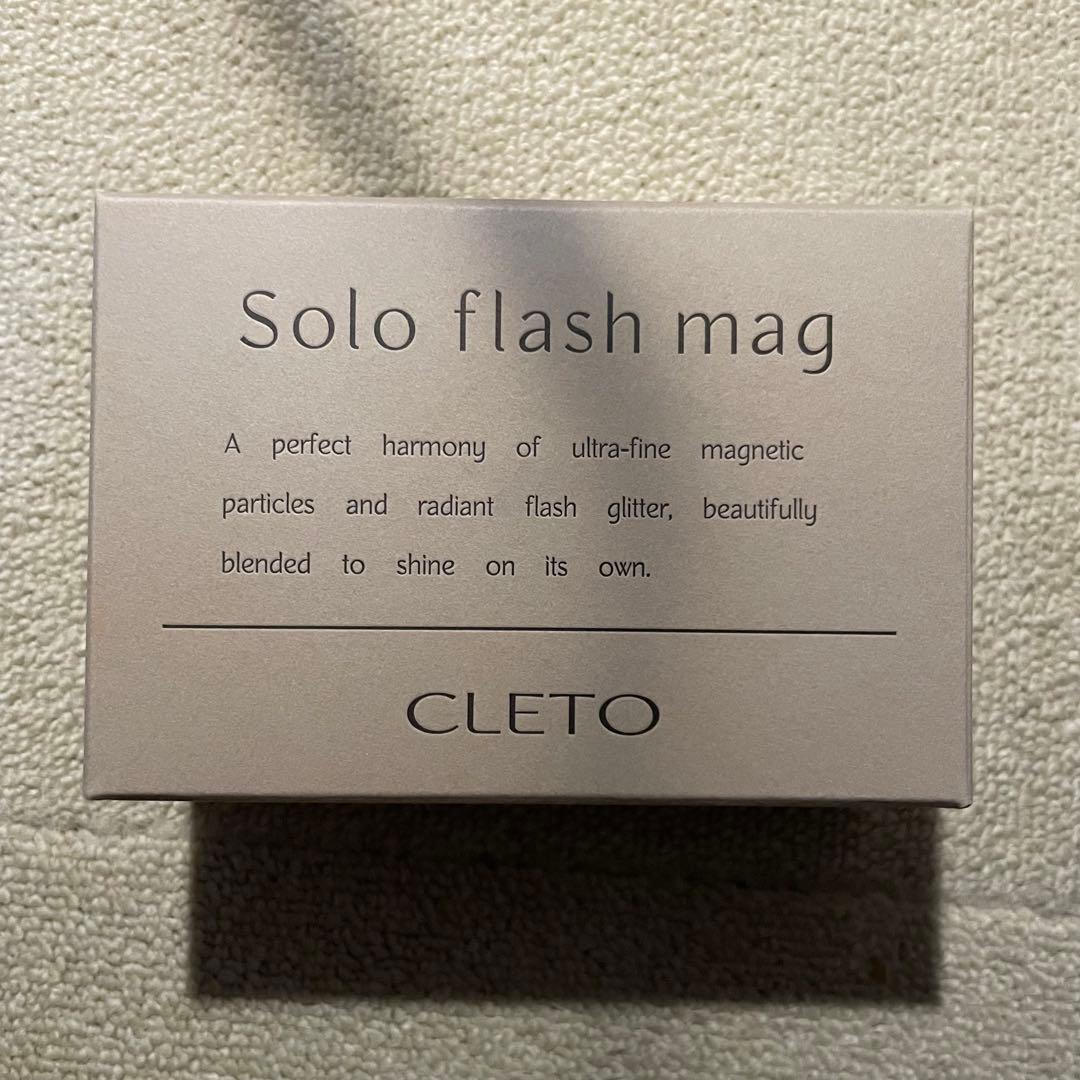 Solo flash mag
A perfect harmony of ultra-fine magnetic
particles and radiant flash glitter, beautifully
blended to shine on its own.
CLETO